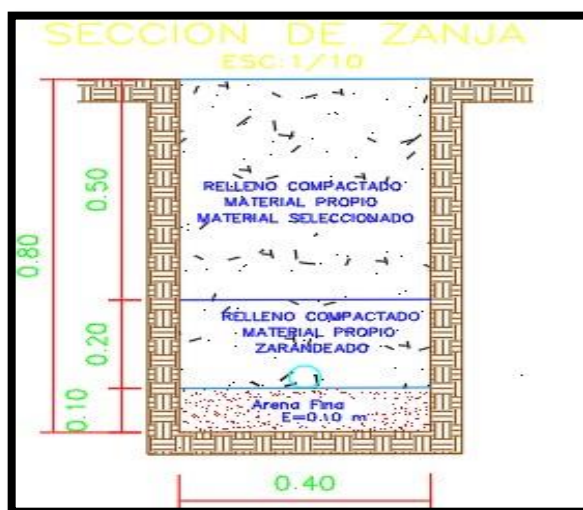 SECCION DE ZANJA
ESC:1/10
RELLENO COMPACTADO
MATERIAL PROPIO
MATERIAL SELECCIONADO
0.50
0.80
RELLENO COMPACTADO
MATERIAL PROPIO
ZARANDEADO
0.20
Arena Fina
E=0.10 m
0.10
0.40